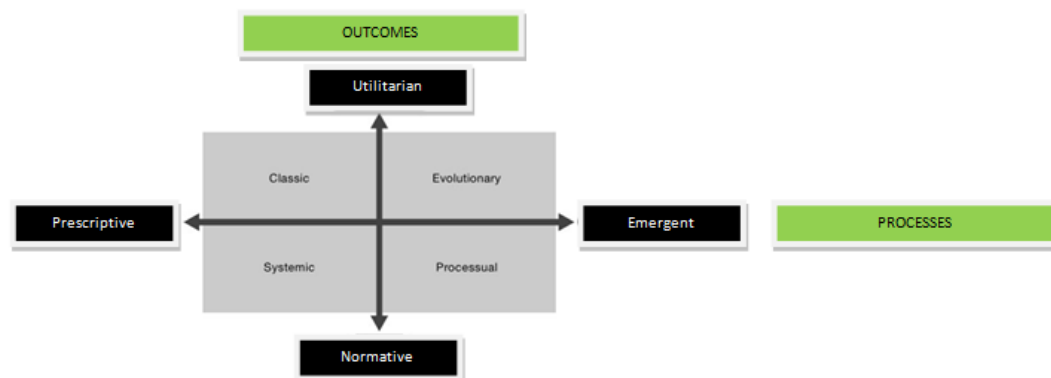 OUTCOMES
Utilitarian
Classic
Evolutionary
Prescriptive
Emergent
PROCESSES
Systemic
Processual
Normative